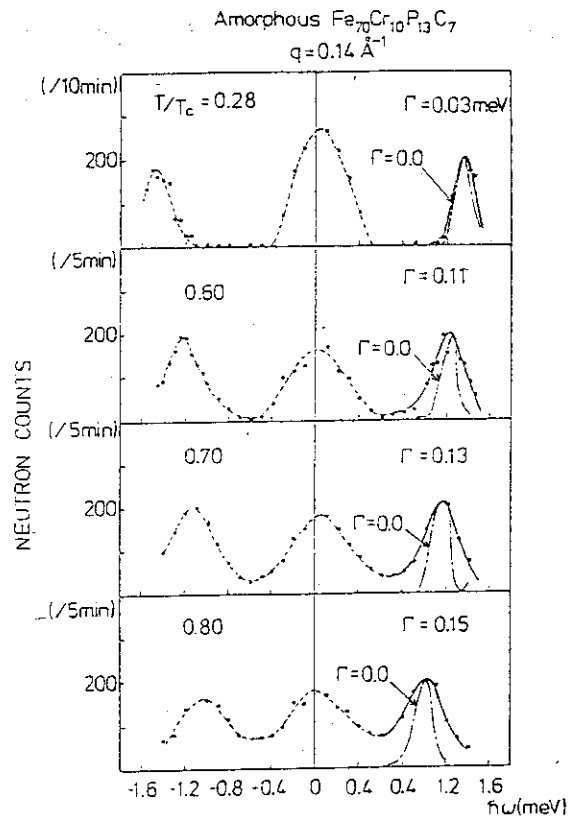 Amorphous Fe70Cr10P13C7
q=0.14 Å-1
(/10min)
T/Tc = 0.28
Γ=0.03meV
Γ=0.0
200
(/5min)
0.60
Γ=0.11
Γ=0.0
200
(/5min)
0.70
Γ=0.13
Γ=0.0
200
(/5min)
0.80
Γ=0.15
Γ=0.0
200
NEUTRON COUNTS
-1.6 -1.2 -0.8 -0.4 0 0.4 0.8 1.2 1.6
ħω(meV)